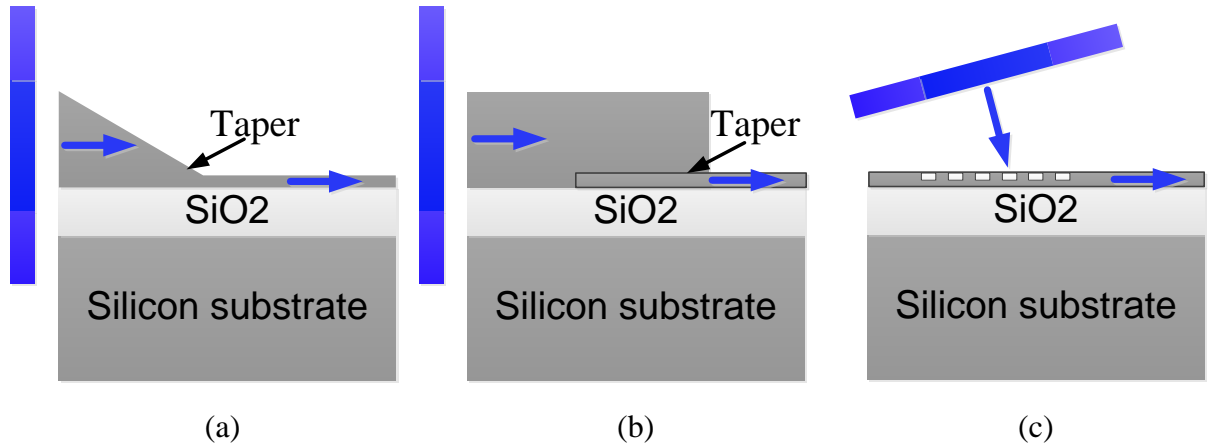 Taper
SiO2
Silicon substrate
(a)
Taper
SiO2
Silicon substrate
(b)
SiO2
Silicon substrate
(c)